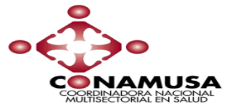 CONAMUSA
COORDINADORA NACIONAL
MULTISECTORIAL EN SALUD